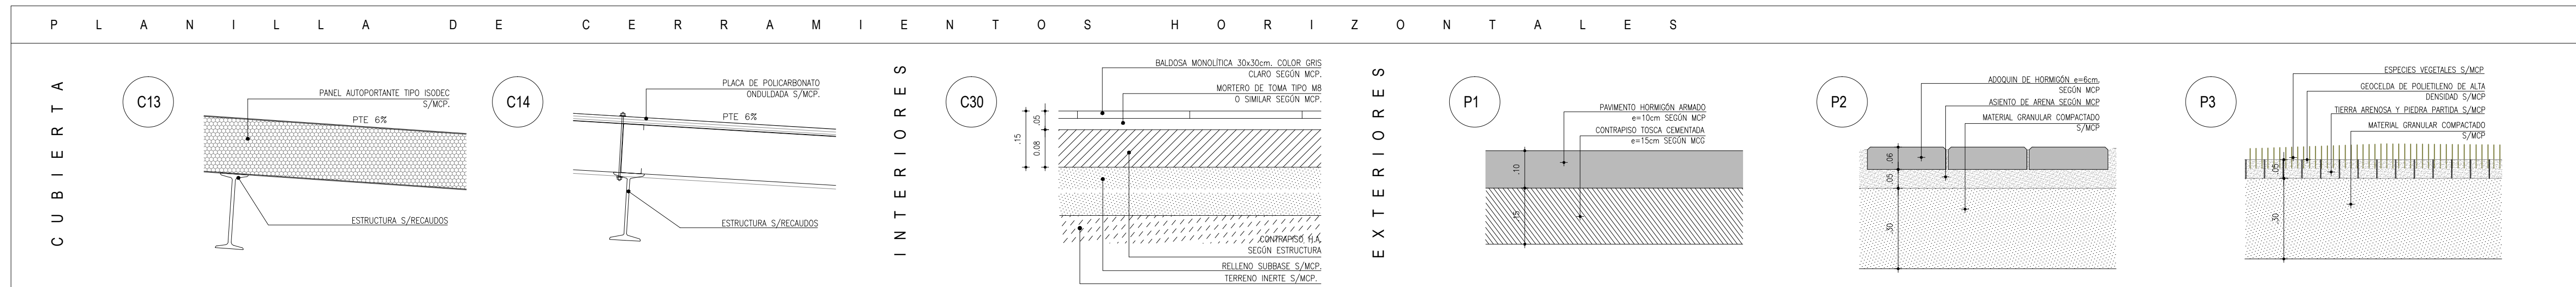 PLANILLA DE CERRAMIENTOS HORIZONTALES
CUBIERTA
C13
PANEL AUTOPORTANTE TIPO ISODEC
S/MCP.
PTE 6%
ESTRUCTURA S/RECAUDOS
C14
PLACA DE POLICARBONATO
ONDULDADA S/MCP.
PTE 6%
ESTRUCTURA S/RECAUDOS
INTERIORES
C30
BALDOSA MONOLÍTICA 30x30cm. COLOR GRIS
CLARO SEGÚN MCP.
MORTERO DE TOMA TIPO M8
O SIMILAR SEGÚN MCP.
.15
.05
0.08
CONTRAPISO H.A.
SEGÚN ESTRUCTURA
RELLENO SUBBASE S/MCP.
TERRENO INERTE S/MCP.
EXTERIORES
P1
PAVIMENTO HORMIGÓN ARMADO
e=10cm SEGÚN MCP
CONTRAPISO TOSCA CEMENTADA
e=15cm SEGÚN MCG
.10
.15
P2
ADOQUIN DE HORMIGÓN e=6cm.
SEGÚN MCP
ASIENTO DE ARENA SEGÚN MCP
MATERIAL GRANULAR COMPACTADO
S/MCP
.06
.05
.30
P3
ESPECIES VEGETALES S/MCP
GEOCELDA DE POLIETILENO DE ALTA
DENSIDAD S/MCP
TIERRA ARENOSA Y PIEDRA PARTIDA S/MCP
MATERIAL GRANULAR COMPACTADO
S/MCP
.05
.30